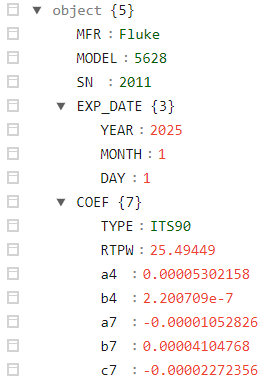 object {5}
MFR : Fluke
MODEL : 5628
SN : 2011
EXP_DATE {3}
YEAR : 2025
MONTH : 1
DAY : 1
COEF {7}
TYPE : ITS90
RTPW : 25.49449
a4 : 0.00005302158
b4 : 2.200709e-7
a7 : -0.00001052826
b7 : 0.00004104768
c7 : -0.00002272356